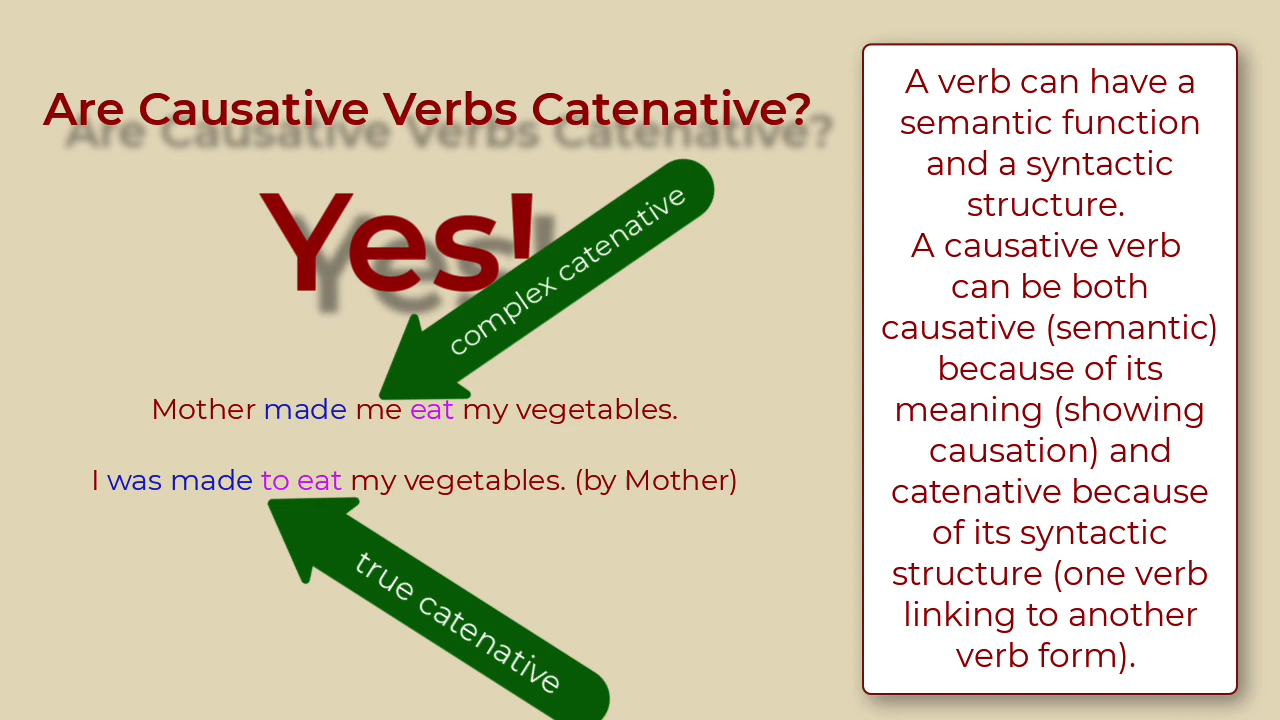 Are Causative Verbs Catenative?
Yes!
complex catenative
Mother made me eat my vegetables.
I was made to eat my vegetables. (by Mother)
true catenative
A verb can have a
semantic function
and a syntactic
structure.
A causative verb
can be both
causative (semantic)
because of its
meaning (showing
causation) and
catenative because
of its syntactic
structure (one verb
linking to another
verb form).